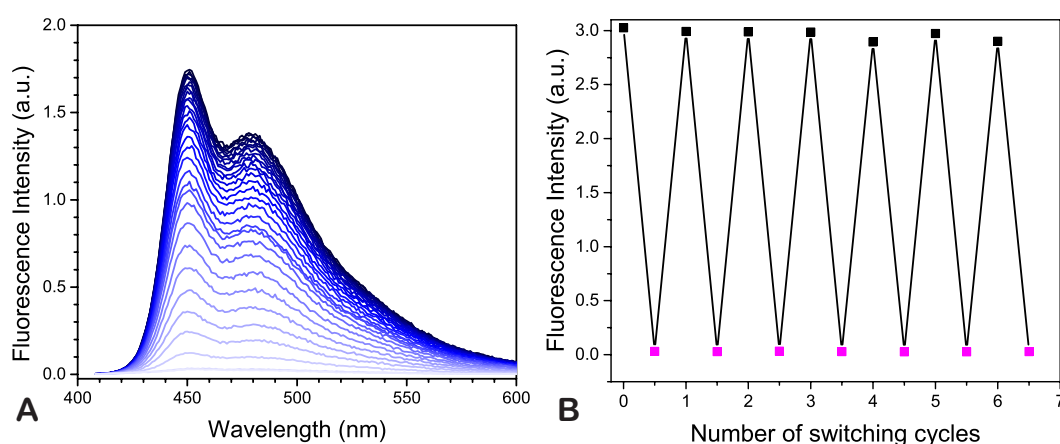 2.0
1.5
1.0
0.5
0.0
Fluorescence Intensity (a.u.)
400 450 500 550 600
Wavelength (nm)
A
3.0
2.5
2.0
1.5
1.0
0.5
0.0
Fluorescence Intensity (a.u.)
0 1 2 3 4 5 6 7
Number of switching cycles
B